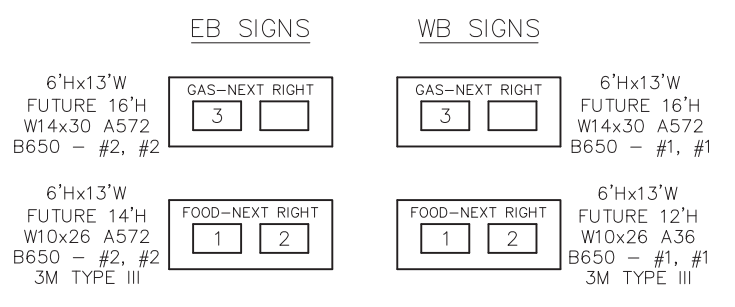 EB SIGNS
WB SIGNS
6'Hx13'W
FUTURE 16'H
W14x30 A572
B650 – #2, #2
GAS–NEXT RIGHT
3
GAS–NEXT RIGHT
3
6'Hx13'W
FUTURE 16'H
W14x30 A572
B650 – #1, #1
6'Hx13'W
FUTURE 14'H
W10x26 A572
B650 – #2, #2
3M TYPE III
FOOD–NEXT RIGHT
1 2
FOOD–NEXT RIGHT
1 2
6'Hx13'W
FUTURE 12'H
W10x26 A36
B650 – #1, #1
3M TYPE III